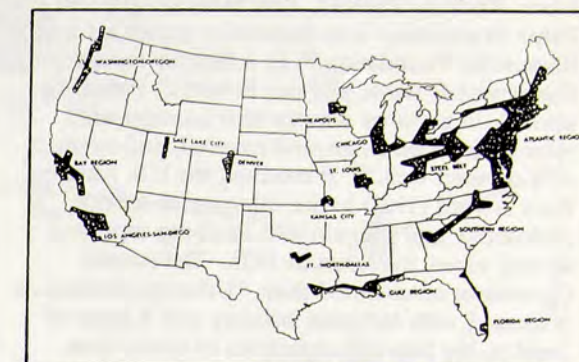 WASHINGTON-OREGON
MINNEAPOLIS
SALT LAKE CITY
CHICAGO
ATLANTIC REGION
BAY REGION
DENVER
ST. LOUIS
STEEL BELT
KANSAS CITY
SOUTHERN REGION
LOS ANGELES-SAN-DIEGO
FT. WORTH-DALLAS
GULF REGION
FLORIDA REGION